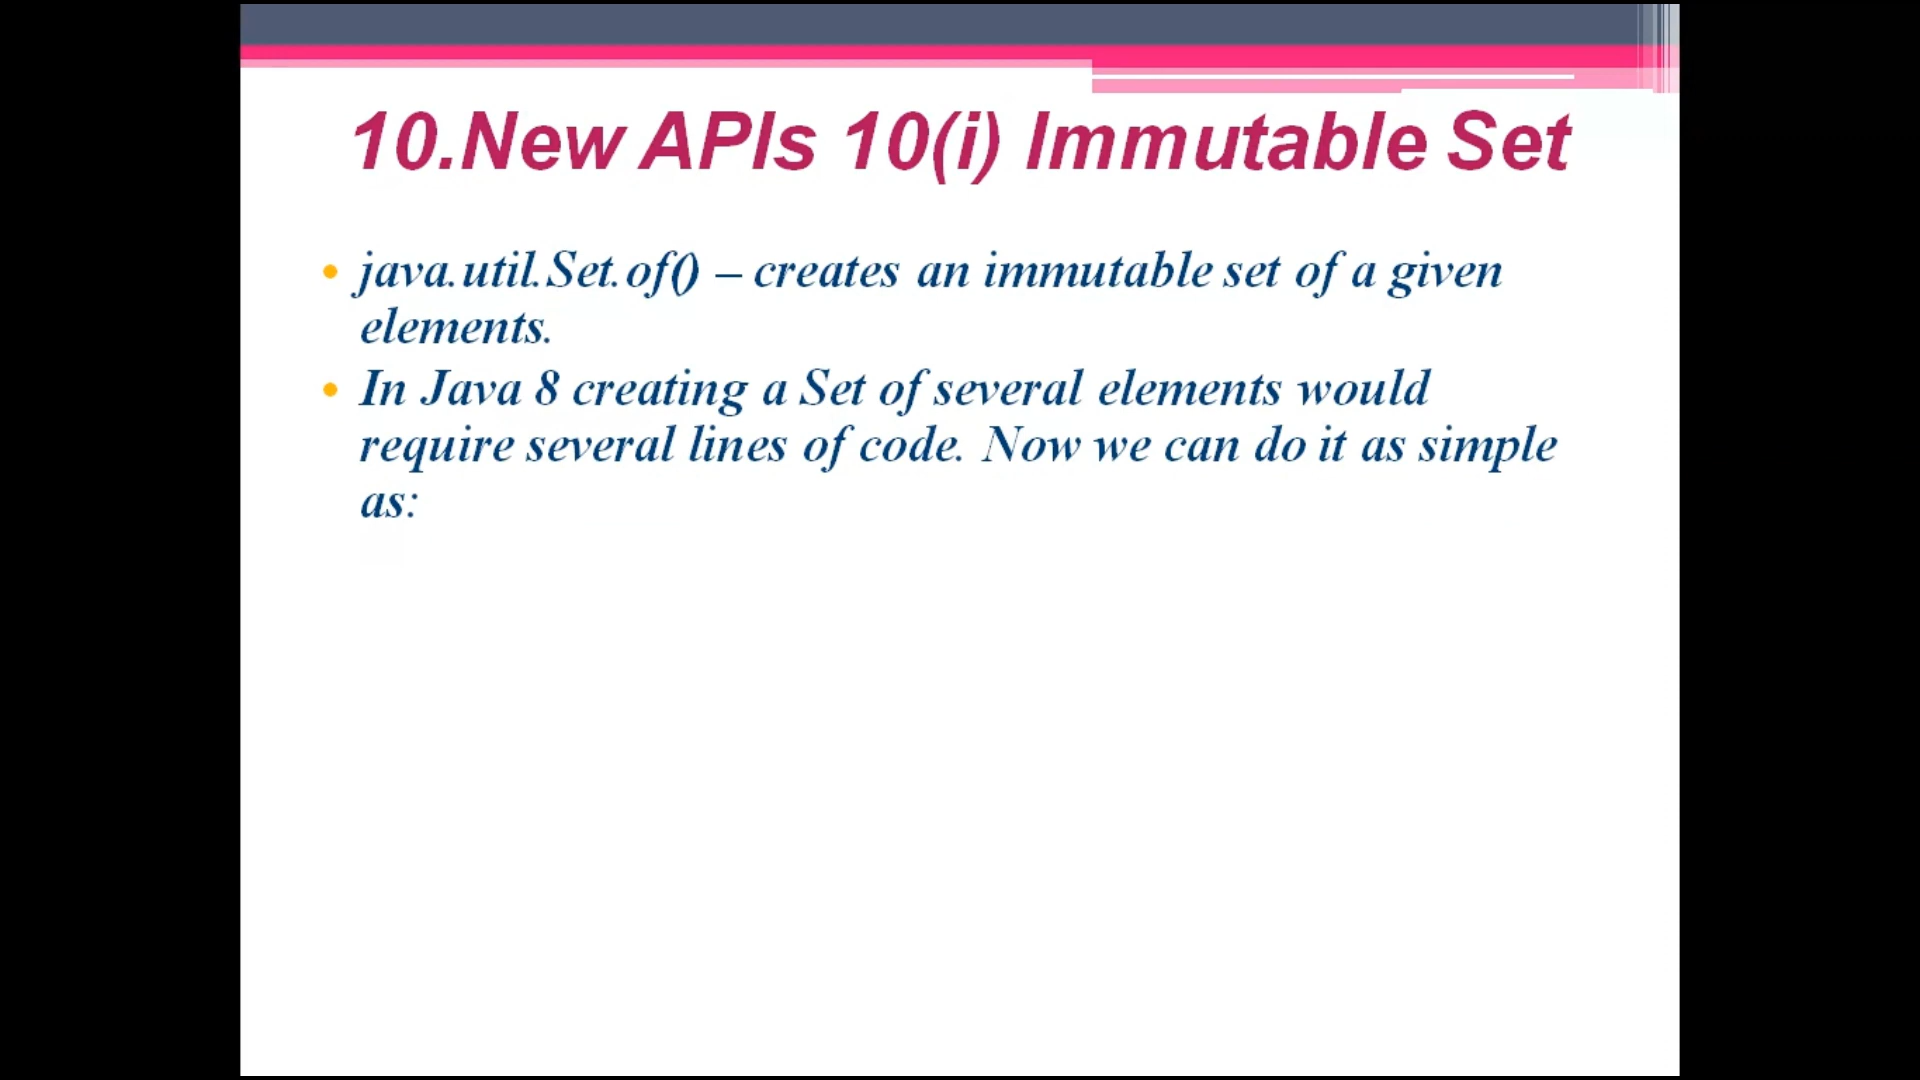 10.New APIs 10(i) Immutable Set
• java.util.Set.of() – creates an immutable set of a given
elements.
• In Java 8 creating a Set of several elements would
require several lines of code. Now we can do it as simple
as: